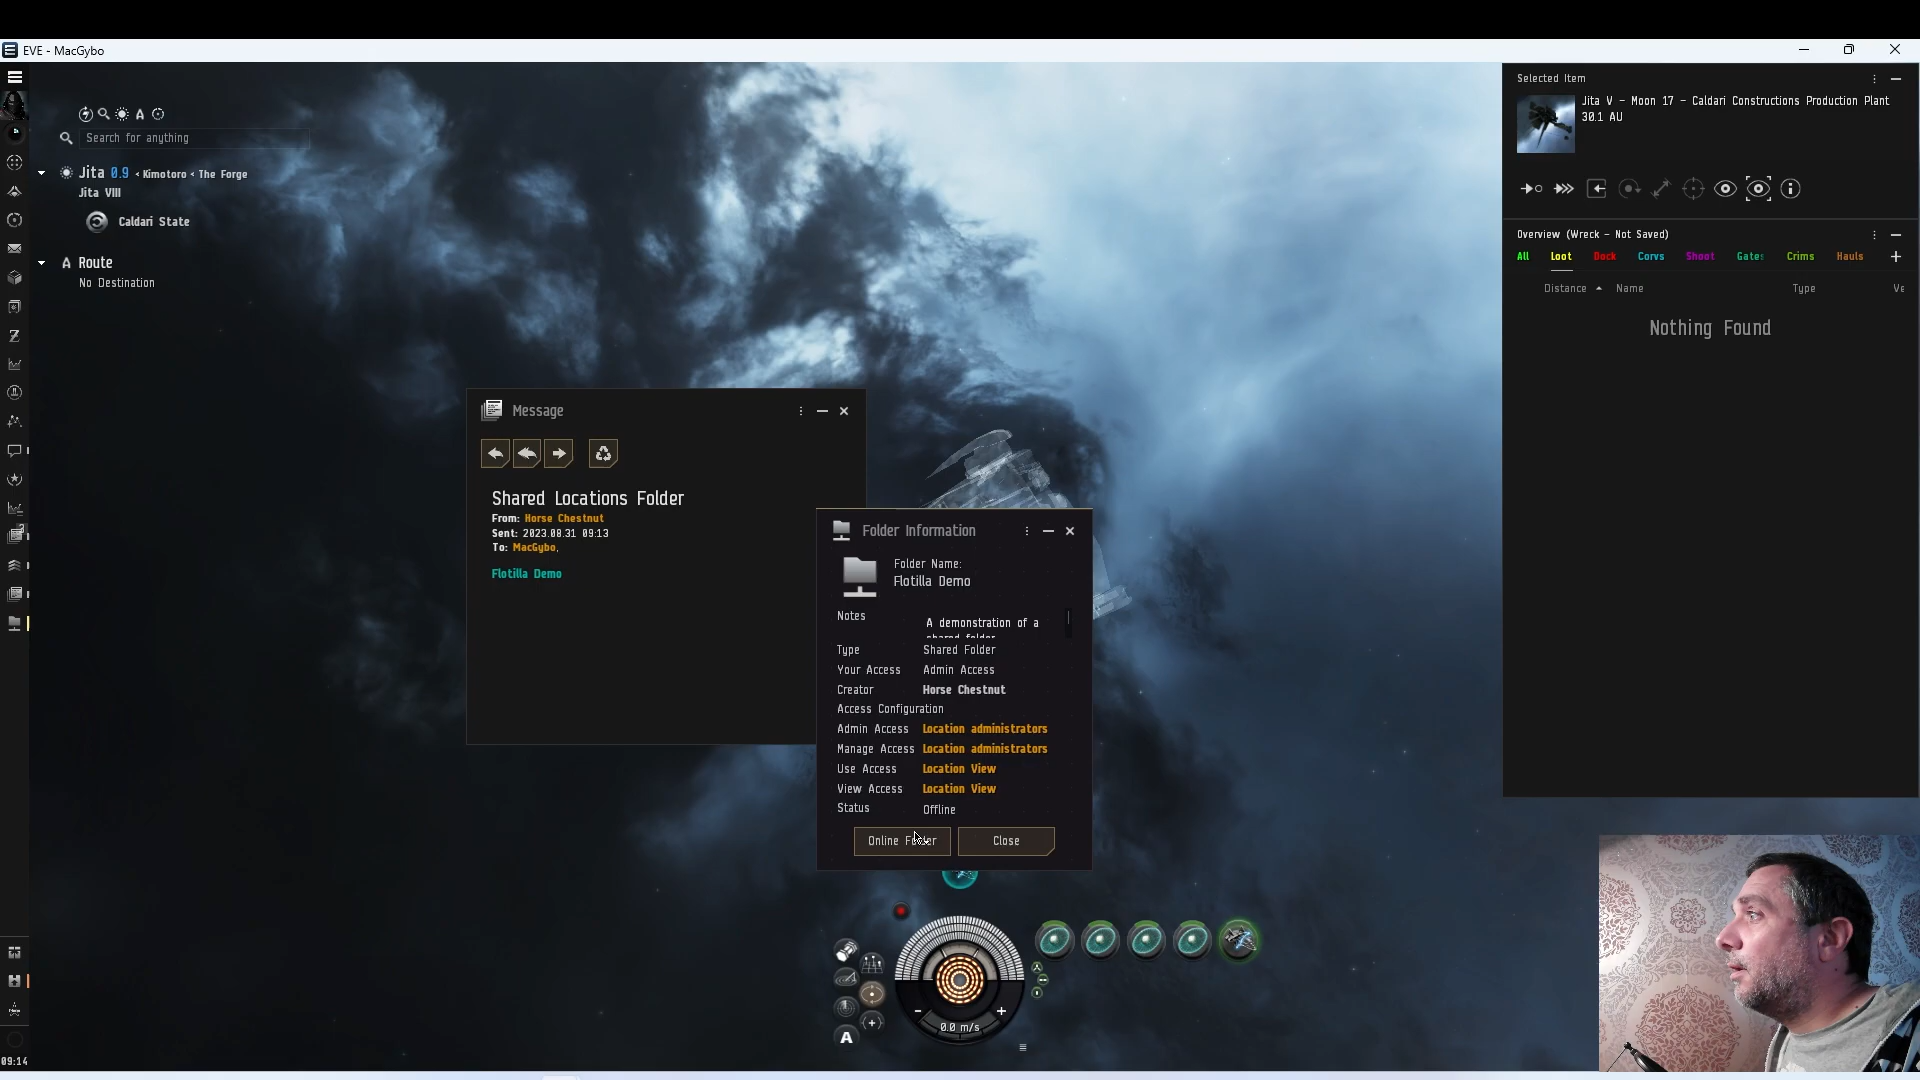 EVE - MacGybo
Search for anything
Jita 0.9 < Kimotoro < The Forge
Jita VIII
Caldari State
A Route
No Destination
Selected Item
Jita V - Moon 17 - Caldari Constructions Production Plant
30.1 AU
Overview (Wreck - Not Saved)
All Loot Dock Corvs Shoot Gates Crims Hauls +
Distance Name Type Ve
Nothing Found
Message
Shared Locations Folder
From: Horse Chestnut
Sent: 2023.08.31 09:13
To: MacGybo,
Flotilla Demo
Folder Information
Folder Name:
Flotilla Demo
Notes A demonstration of a
shared folder
Type Shared Folder
Your Access Admin Access
Creator Horse Chestnut
Access Configuration
Admin Access Location administrators
Manage Access Location administrators
Use Access Location View
View Access Location View
Status Offline
Online Folder Close
0.0 m/s
A
09:14